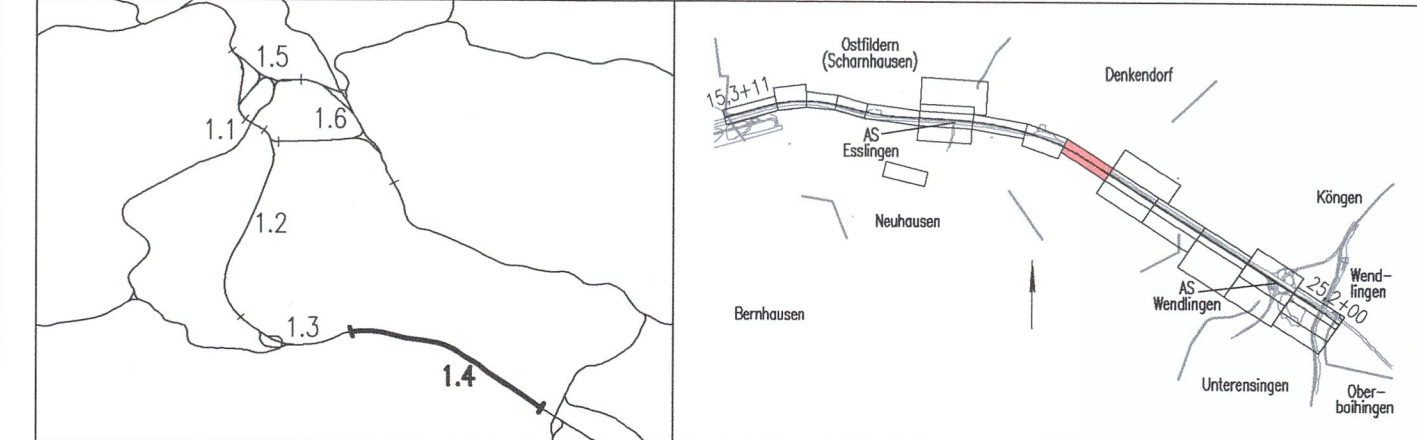 1.5
1.1
1.6
1.2
1.3
1.4
Ostfildern
(Scharnhausen)
Denkendorf
15,3+11
AS
Esslingen
Neuhausen
Köngen
Bernhausen
AS
Wendlingen
25,2+00
Wend-
lingen
Unterensingen
Ober-
boihingen